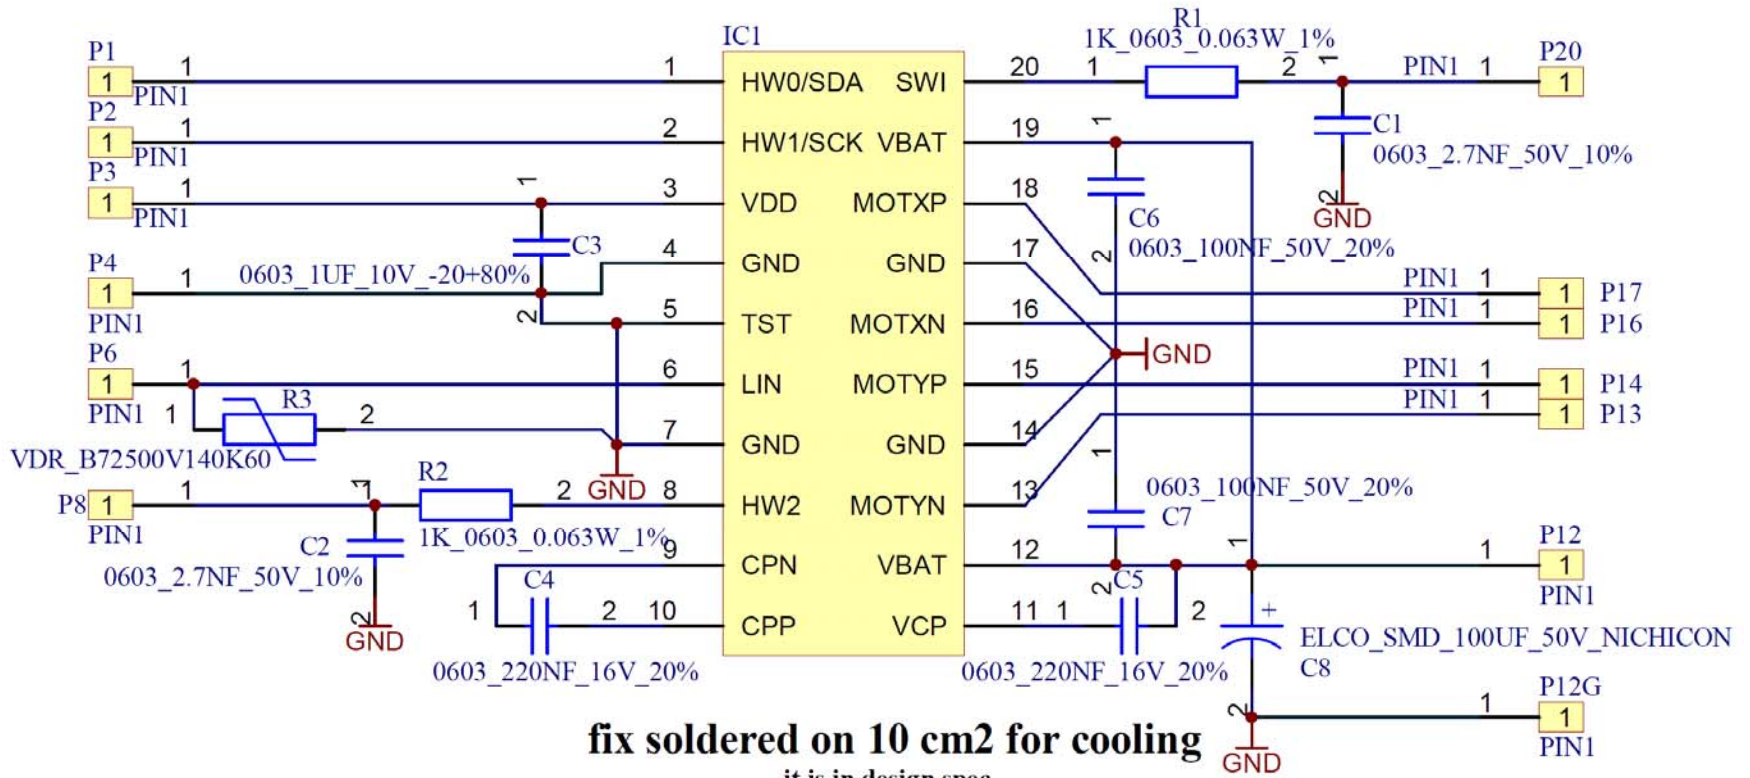 IC1
R1
1K_0603_0.063W_1%
P1
1
PIN1
1
1
HW0/SDA
SWI
20
1
2
1
PIN1
1
P20
1
P2
1
PIN1
1
2
HW1/SCK
VBAT
19
1
C1
0603_2.7NF_50V_10%
2
GND
P3
1
PIN1
1
1
3
VDD
MOTXP
18
C6
0603_100NF_50V_20%
2
C3
0603_1UF_10V_-20+80%
2
4
GND
GND
17
P4
1
PIN1
1
PIN1
1
1
P17
5
TST
MOTXN
16
PIN1
1
1
P16
GND
P6
1
PIN1
1
6
LIN
MOTYP
15
PIN1
1
1
P14
1
R3
2
VDR_B72500V140K60
PIN1
1
1
P13
7
GND
GND
14
1
GND
P8
1
PIN1
1
1
R2
2
1K_0603_0.063W_1%
8
HW2
MOTYN
13
0603_100NF_50V_20%
C7
2
C2
0603_2.7NF_50V_10%
2
GND
9
CPN
VBAT
12
1
1
P12
1
PIN1
C4
1
2
0603_220NF_16V_20%
10
CPP
VCP
11
1
C5
2
0603_220NF_16V_20%
+
ELCO_SMD_100UF_50V_NICHICON
C8
2
GND
1
P12G
1
PIN1
fix soldered on 10 cm2 for cooling
it is in design spec